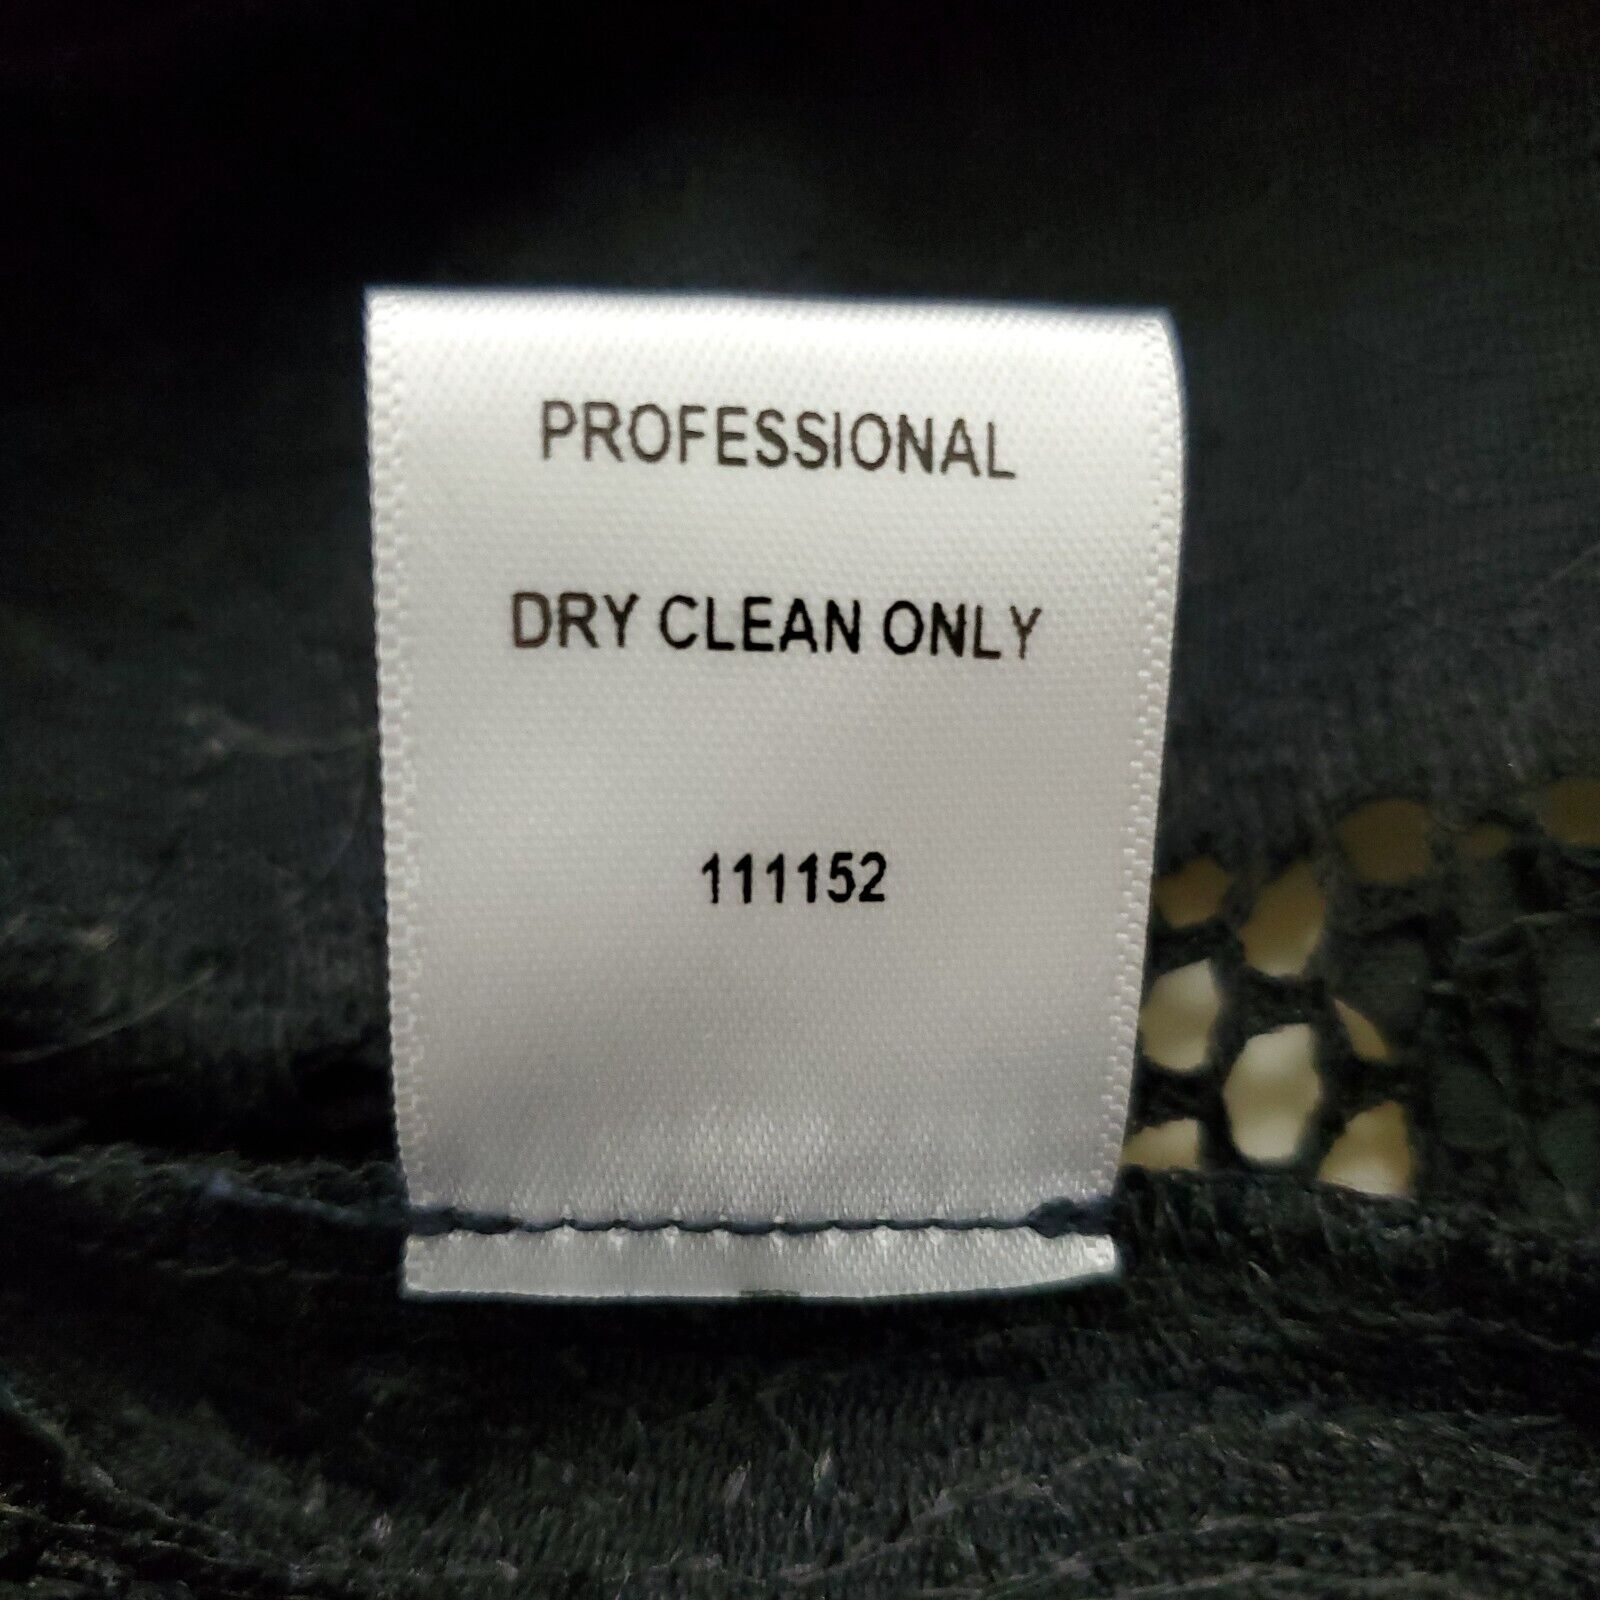 PROFESSIONAL
DRY CLEAN ONLY
111152